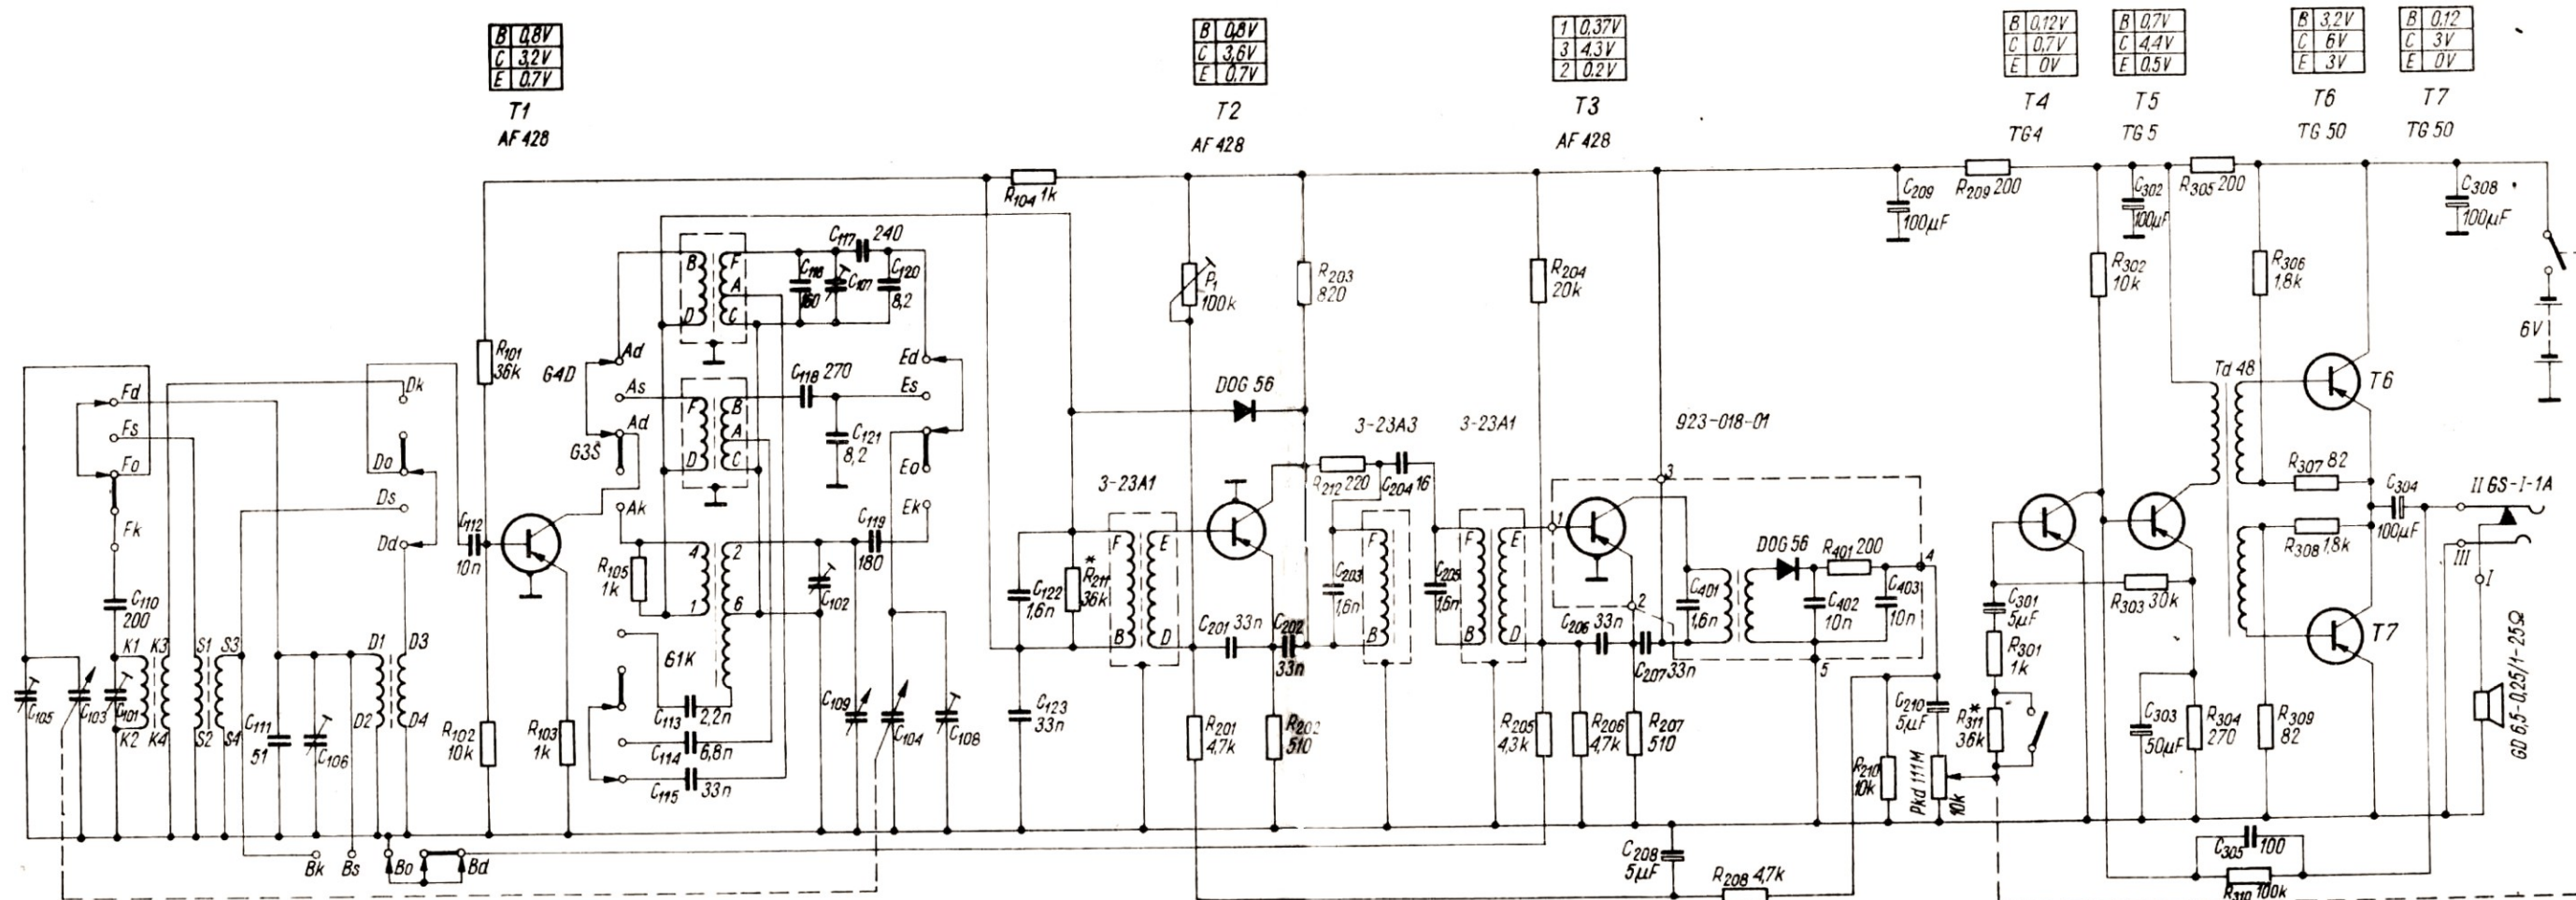 B 0,8V
C 3,2V
E 0,7V
T1
AF 428
B 0,8V
C 3,6V
E 0,7V
T2
AF 428
1 0,37V
3 4,3V
2 0,2V
T3
AF 428
B 0,12V
C 0,7V
E 0V
T4
TG4
B 0,7V
C 4,4V
E 0,5V
T5
TG5
B 3,2V
C 6V
E 3V
T6
TG 50
B 0,12
C 3V
E 0V
T7
TG 50
R104 1k
C209
100µF
R209 200
C302
100µF
R305 200
C308
100µF
C117 240
C116
C107
C120
8,2
B F
A
D C
P1
100k
R203
820
R204
20k
R302
10k
R306
1,8k
6V
R101
36k
G4D
Ad
As
Ad
G3Ś
Ak
C118 270
C121
8,2
F B
A
D C
Ed
Es
Eo
Ek
DOG 56
Td 48
T6
Fd
Fs
Fo
Fk
Dk
Do
Ds
Dd
3-23A1
3-23A3
3-23A1
923-018-01
R212 220
C204 16
R307 82
C304
100µF
R308 1,8k
II GS-I-1A
III
I
C112
10n
R105
1k
4 2
1 6
C119
180
C102
C122
1,6n
R211*
36k
F E
B D
C201 33n
C202
33n
C203
1,6n
F
B
C205
1,6n
F E
B D
1
3
2
C206 33n
C207 33n
C401
1,6n
DOG 56
R401 200
C402
10n
C403
10n
4
5
C301
5µF
R303 30k
R301
1k
T7
C110
200
K1 K3
K2 K4
S1 S3
S2 S4
D1 D3
D2 D4
C105
C103
C101
C111
51
C106
R102
10k
R103
1k
G1K
C113 2,2n
C114 6,8n
C115 33n
C109
C104
C108
C123
33n
R201
4,7k
510
R205
4,3k
R206
4,7k
R207
510
C210
5µF
R210
10k
Pkd 111M
10k
R311*
36k
C303
50µF
R304
270
R309
82
GD 6,5-0,25/1-25Ω
Bk Bs Bo Bd
C208
5µF
R208 4,7k
C305 100
R310 100k